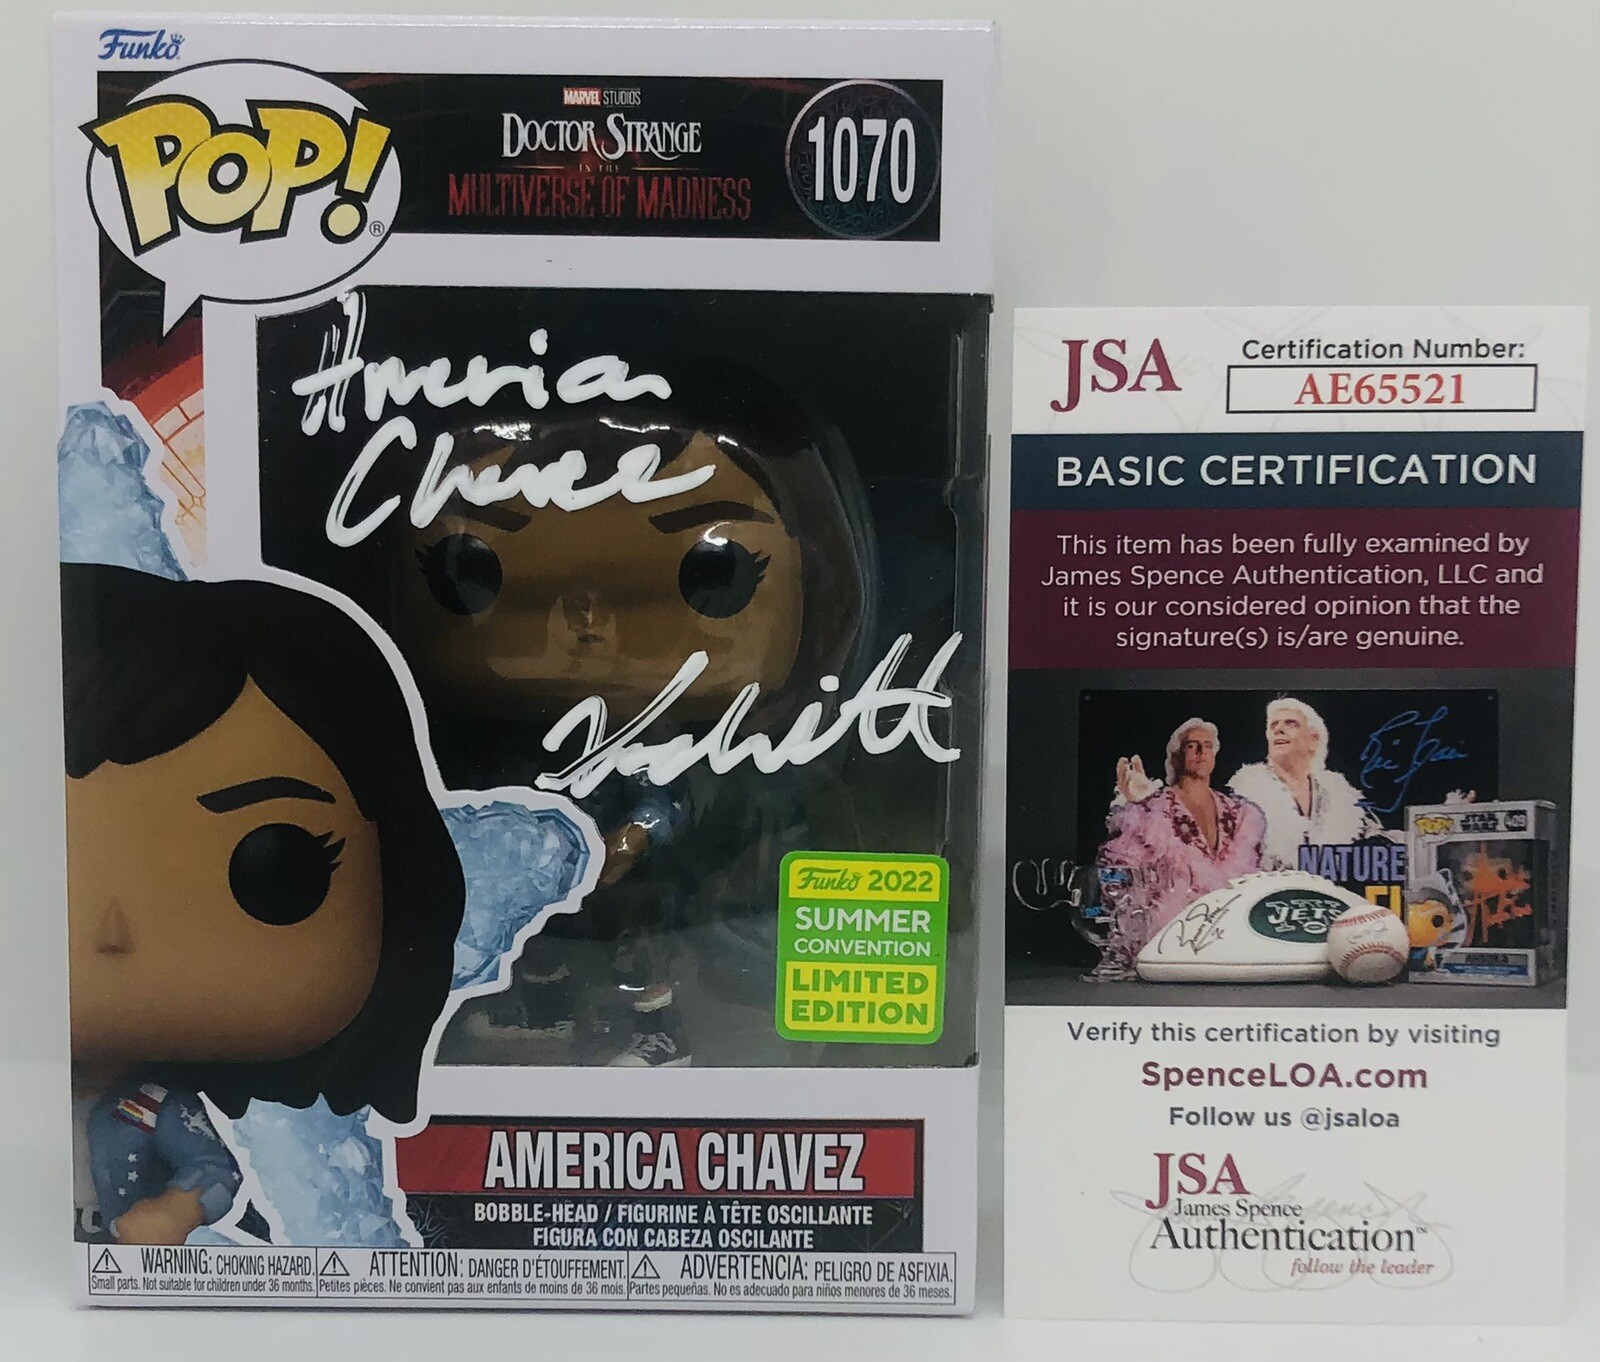 Funko
POP!®
MARVEL STUDIOS
DOCTOR STRANGE
IN THE
MULTIVERSE OF MADNESS
1070
America
Chavez
Funko 2022
SUMMER
CONVENTION
LIMITED
EDITION
AMERICA CHAVEZ
BOBBLE-HEAD / FIGURINE À TÊTE OSCILLANTE
FIGURA CON CABEZA OSCILANTE
WARNING: CHOKING HAZARD.
Small parts. Not suitable for children under 36 months.
ATTENTION: DANGER D'ÉTOUFFEMENT.
Petites pièces. Ne convient pas aux enfants de moins de 36 mois.
ADVERTENCIA: PELIGRO DE ASFIXIA.
Partes pequeñas. No es adecuado para niños menores de 36 meses.
JSA
Certification Number:
AE65521
BASIC CERTIFICATION
This item has been fully examined by
James Spence Authentication, LLC and
it is our considered opinion that the
signature(s) is/are genuine.
NATURE
POP! STAR WARS 409
JETS
AHSOKA
Verify this certification by visiting
SpenceLOA.com
Follow us @jsaloa
JSA
James Spence
Authentication™
follow the leader